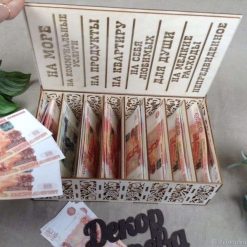 НА МОРЕ
НА КОММУНАЛЬНЫЕ
УСЛУГИ
НА ПРОДУКТЫ
НА КВАРТИРУ
НА СЕБЯ
ЛЮБИМЫХ
ДЛЯ ДУШИ
НА МЕЛКИЕ
РАСХОДЫ
НЕПРЕДВИДЕННОЕ
Декор